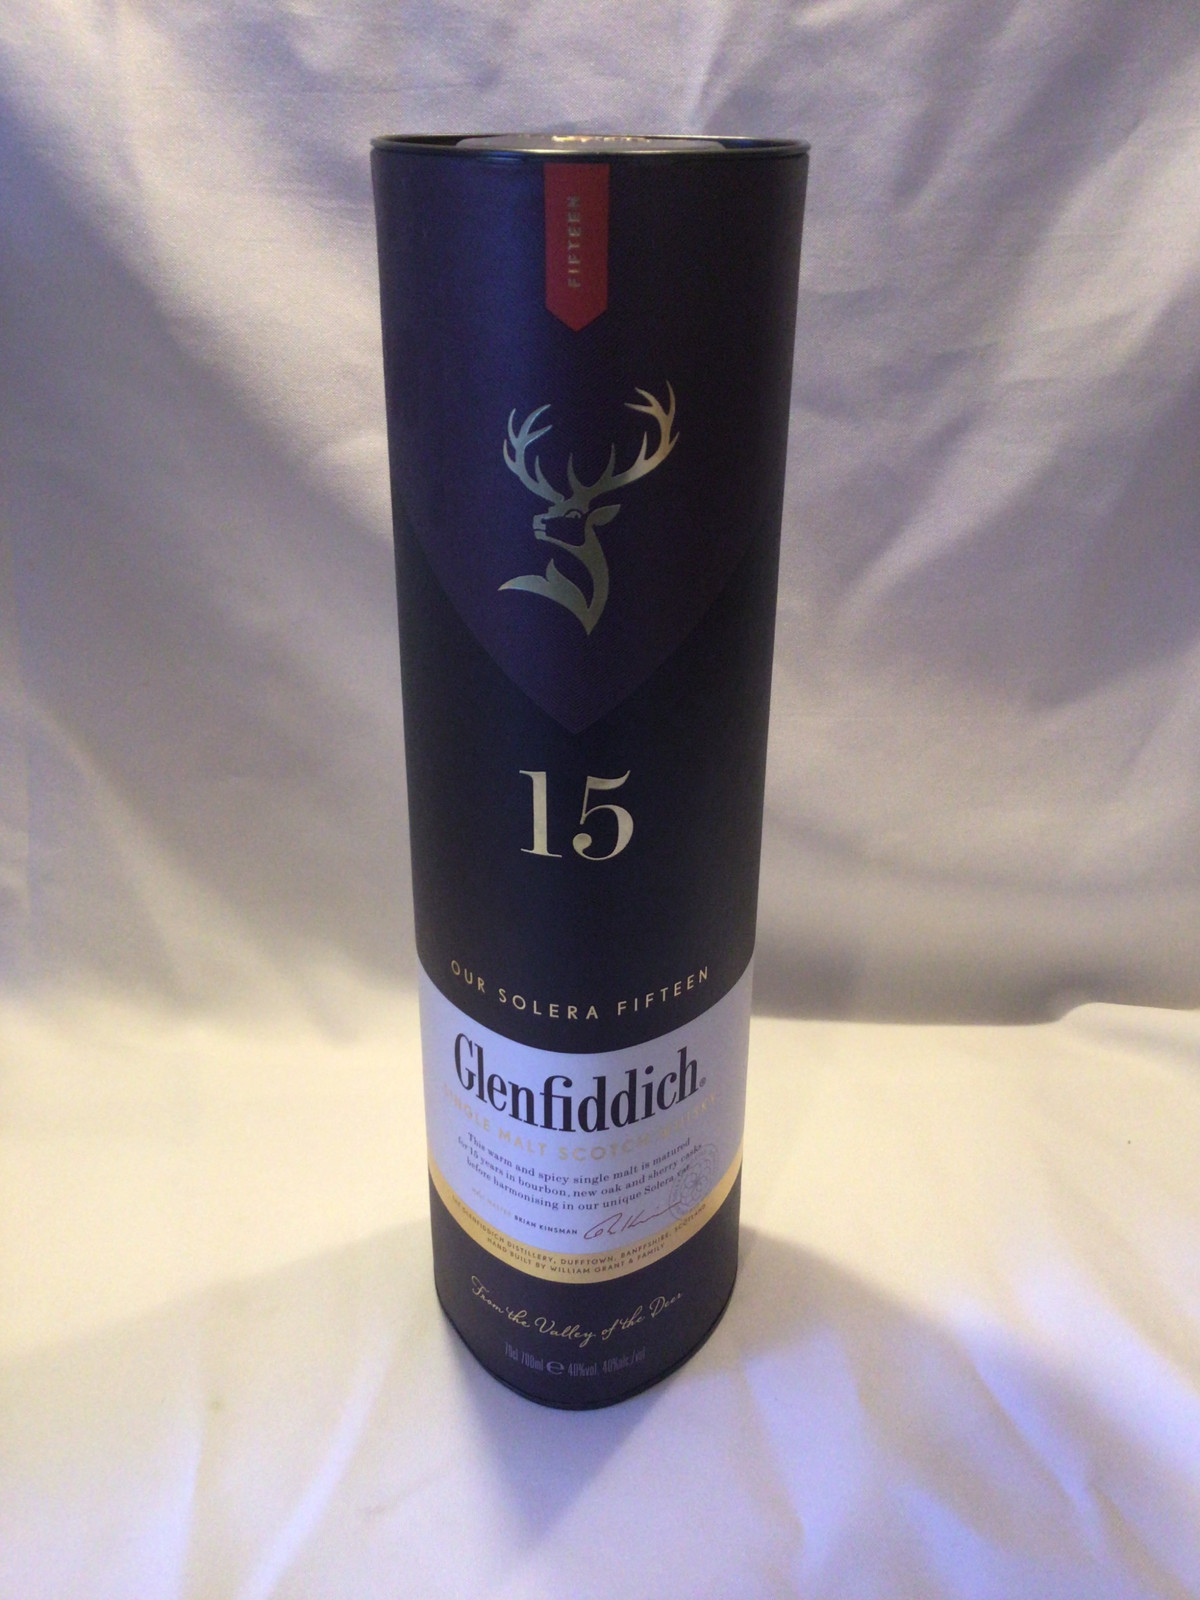 FIFTEEN
15
OUR SOLERA FIFTEEN
Glenfiddich®
SINGLE MALT SCOTCH WHISKY
This warm and spicy single malt is matured
for 15 years in bourbon, new oak and sherry casks
before harmonising in our unique Solera Vat.
MALT MASTER BRIAN KINSMAN
THE GLENFIDDICH DISTILLERY, DUFFTOWN, BANFFSHIRE, SCOTLAND
HAND BUILT BY WILLIAM GRANT & FAMILY
From the Valley of the Deer
70cl 700ml e 40%vol. 40%alc./vol